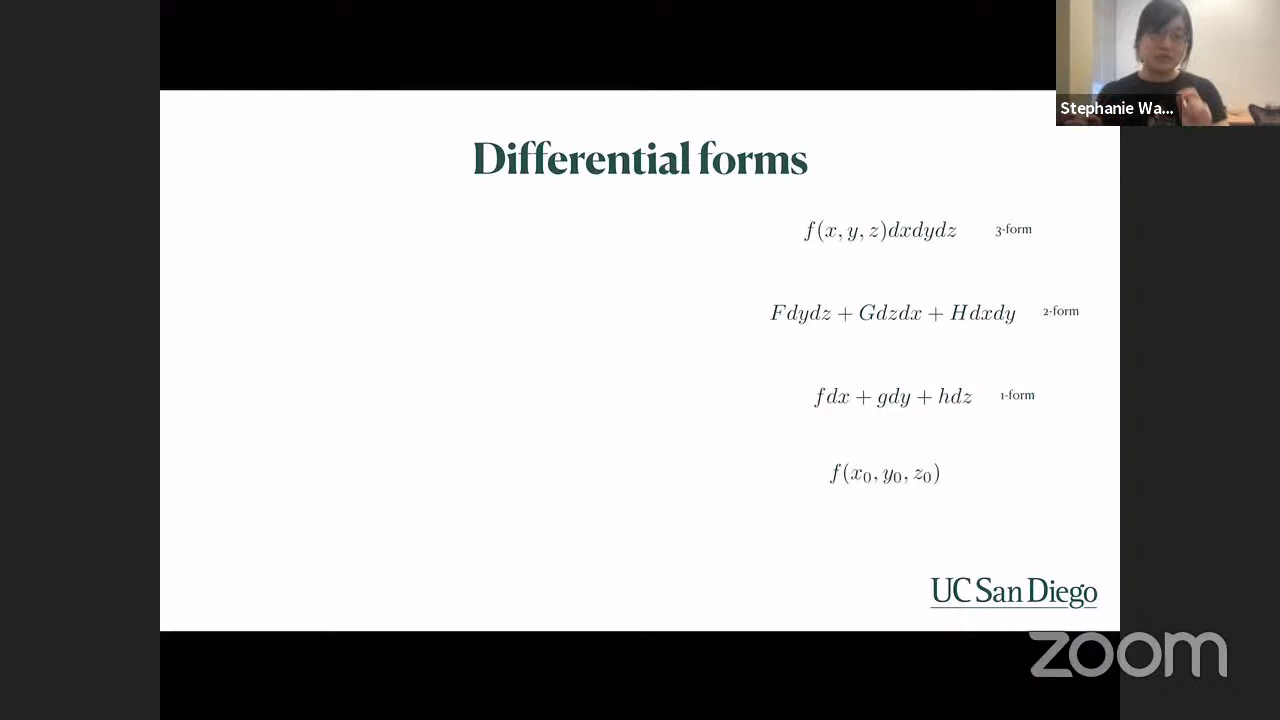 Stephanie Wa...
Differential forms
f(x, y, z)dxdydz 3-form
Fdydz + Gdzdx + Hdxdy 2-form
fdx + gdy + hdz 1-form
f(x₀, y₀, z₀)
UC San Diego
zoom